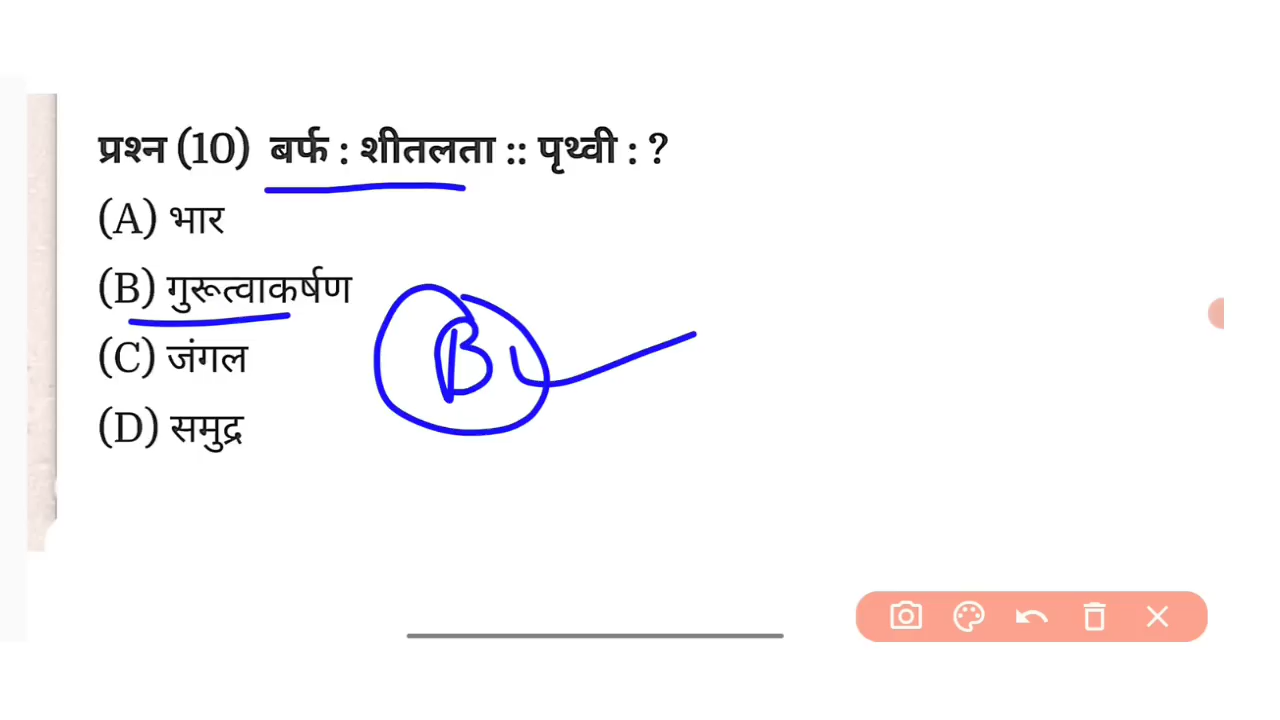 प्रश्न (10) बर्फ : शीतलता :: पृथ्वी : ?
(A) भार
(B) गुरूत्वाकर्षण
(C) जंगल
(D) समुद्र
B